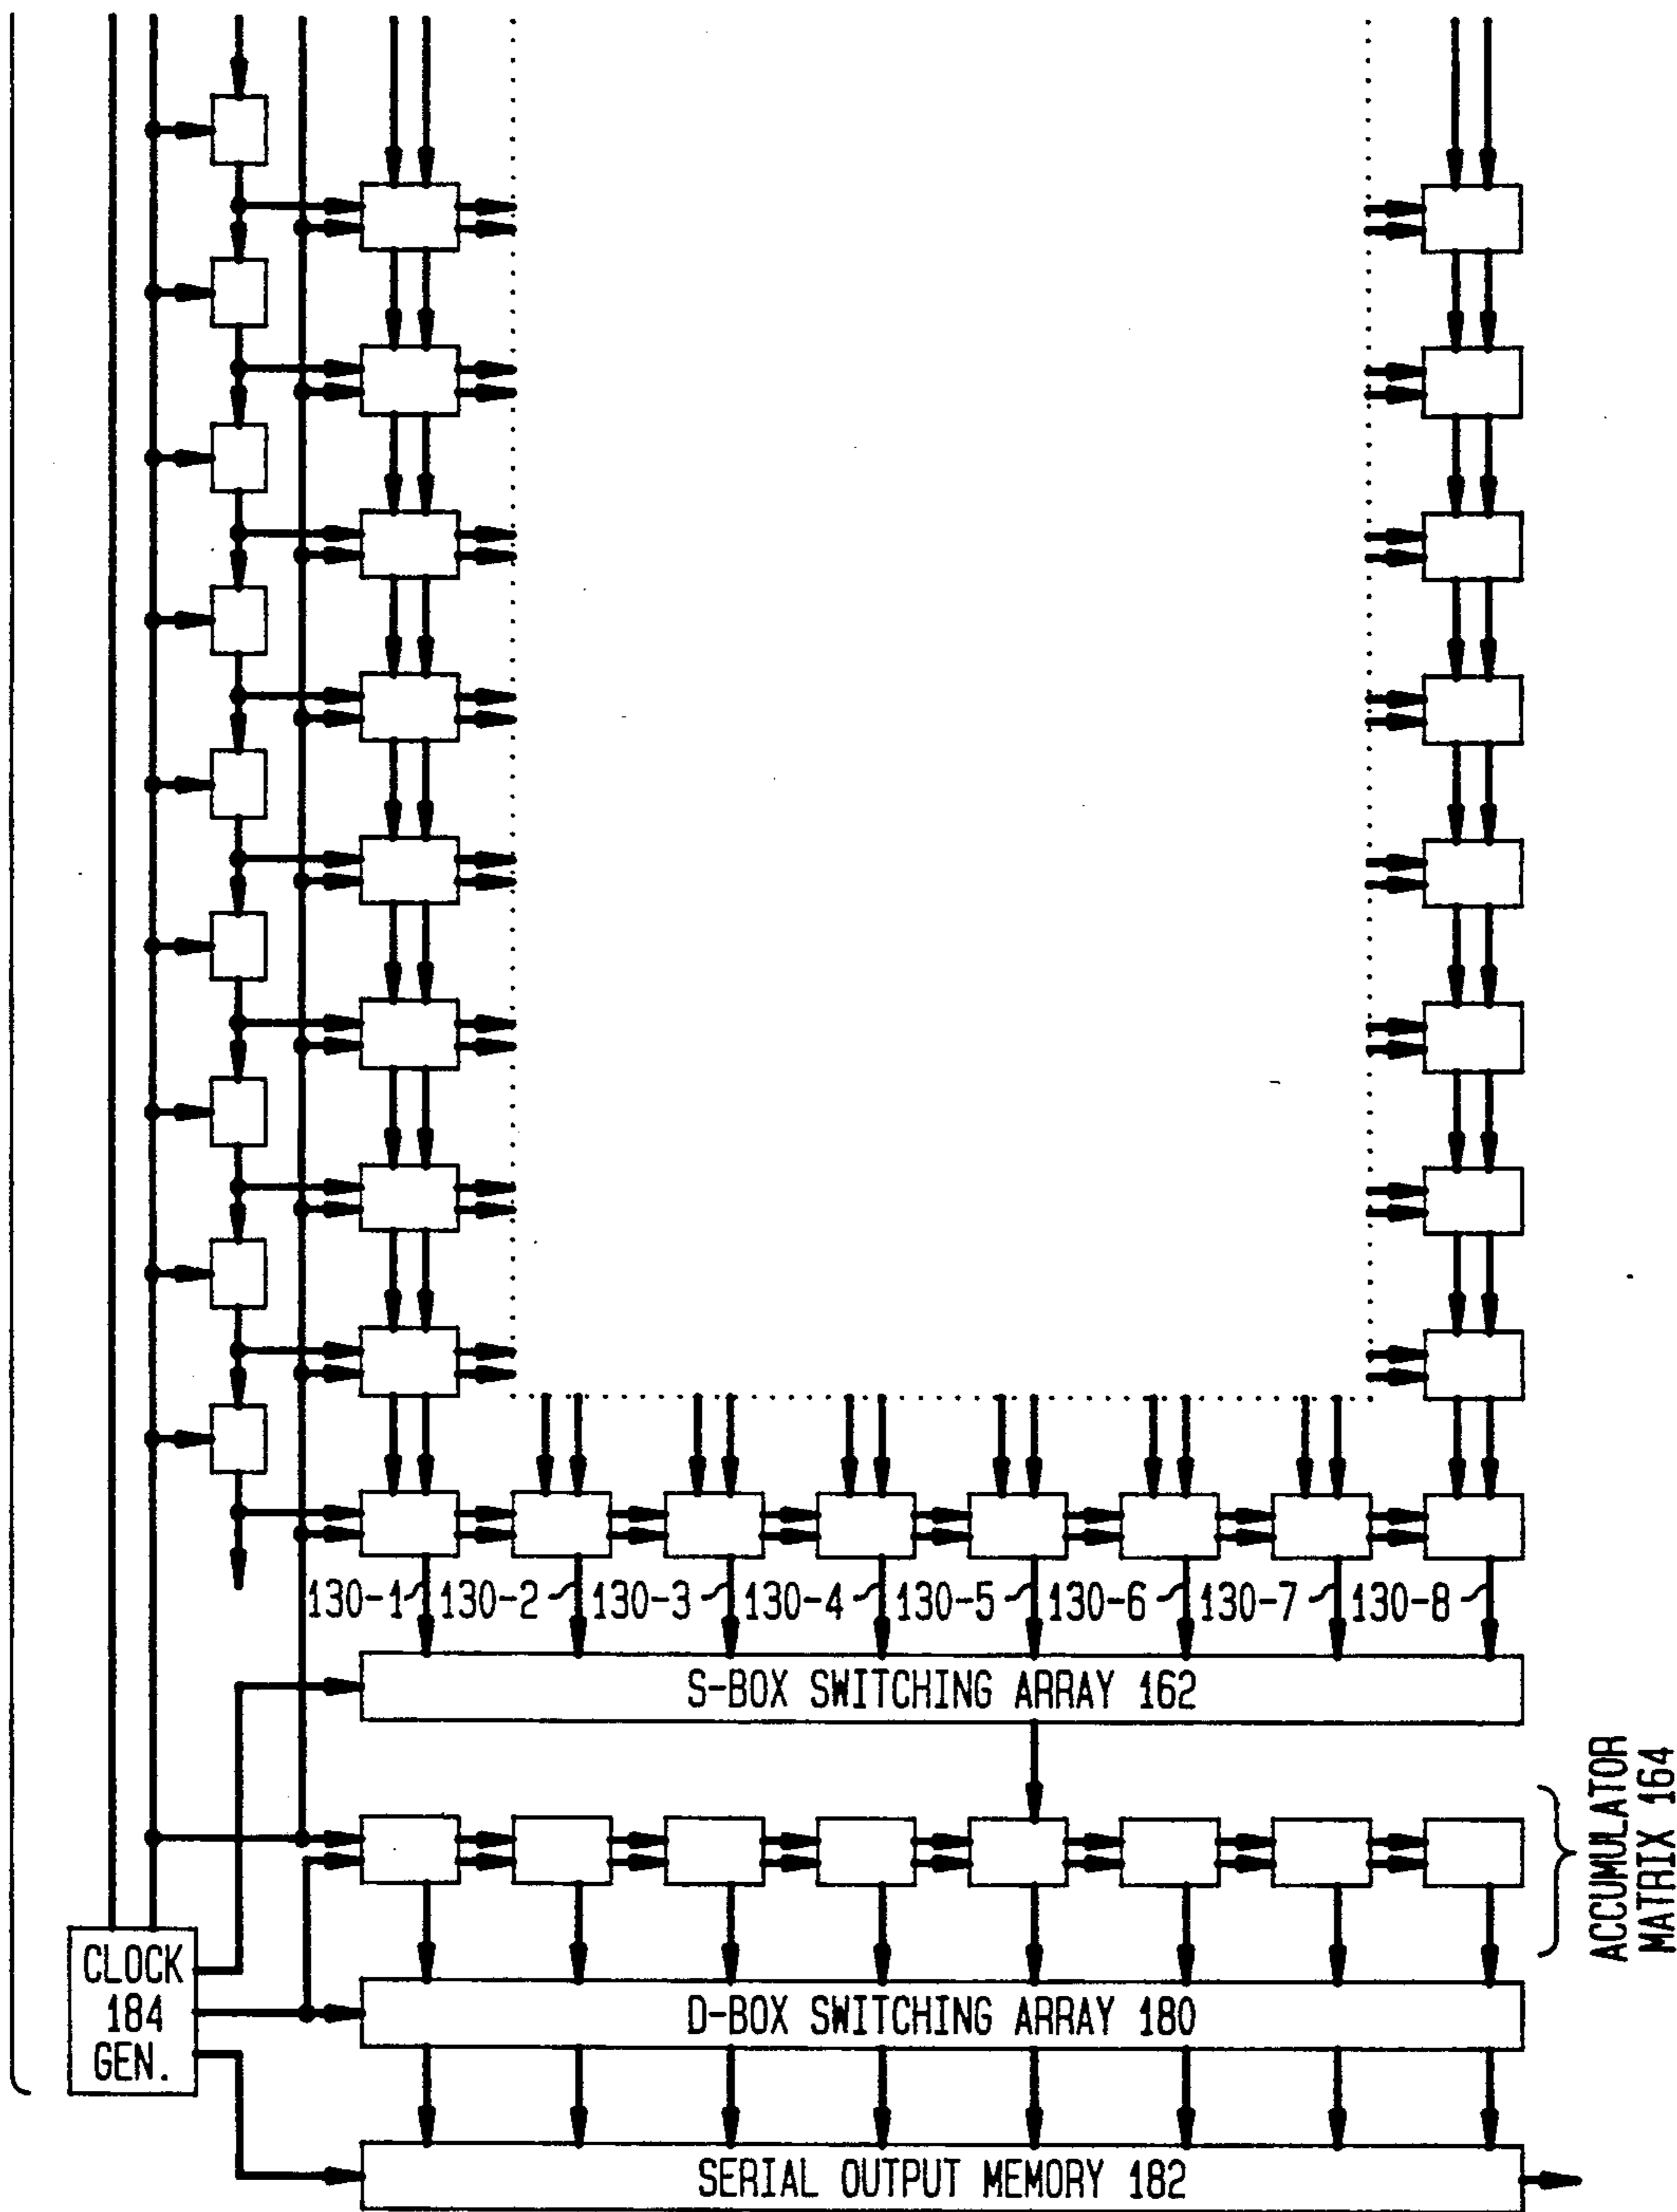 130-1 130-2 130-3 130-4 130-5 130-6 130-7 130-8
S-BOX SWITCHING ARRAY 162
ACCUMULATOR
MATRIX 164
CLOCK
184
GEN.
D-BOX SWITCHING ARRAY 180
SERIAL OUTPUT MEMORY 182